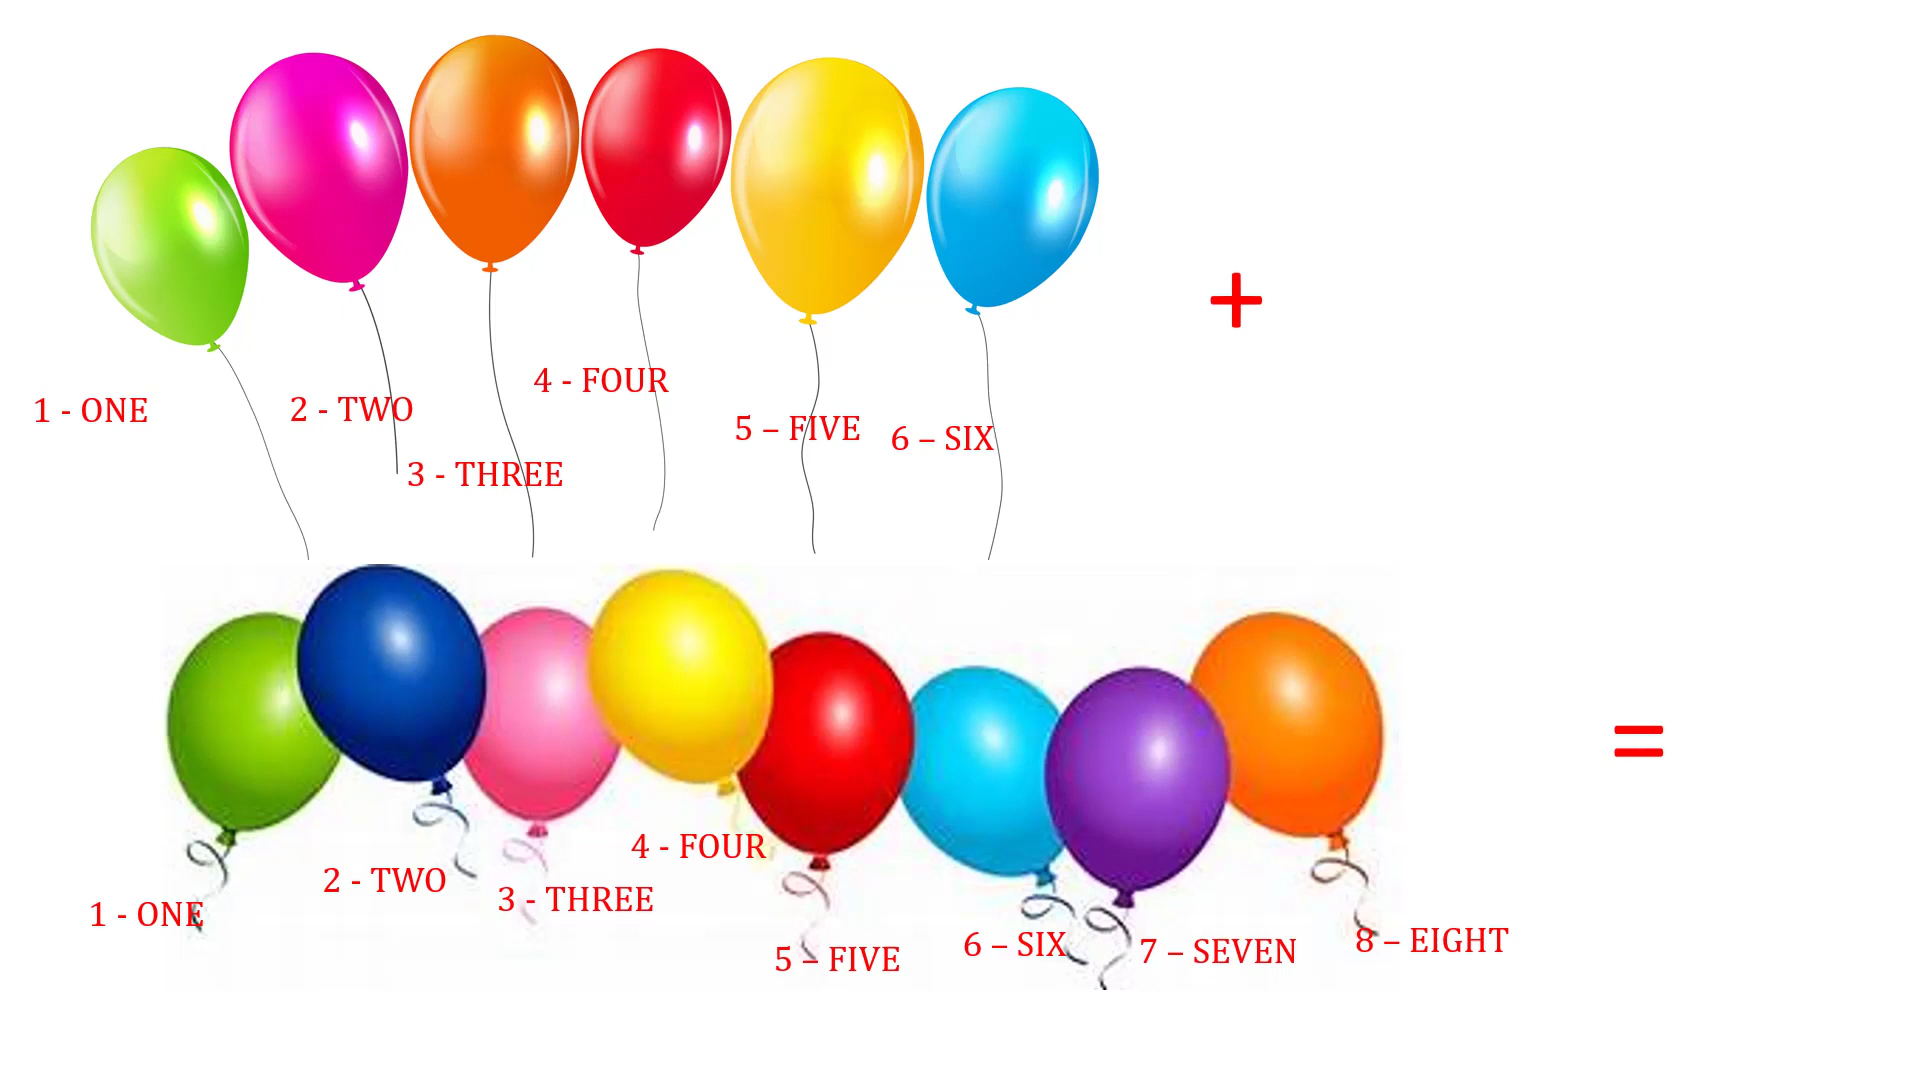 1 - ONE
2 - TWO
3 - THREE
4 - FOUR
5 – FIVE
6 – SIX
+
1 - ONE
2 - TWO
3 - THREE
4 - FOUR
5 – FIVE
6 – SIX
7 – SEVEN
8 – EIGHT
=